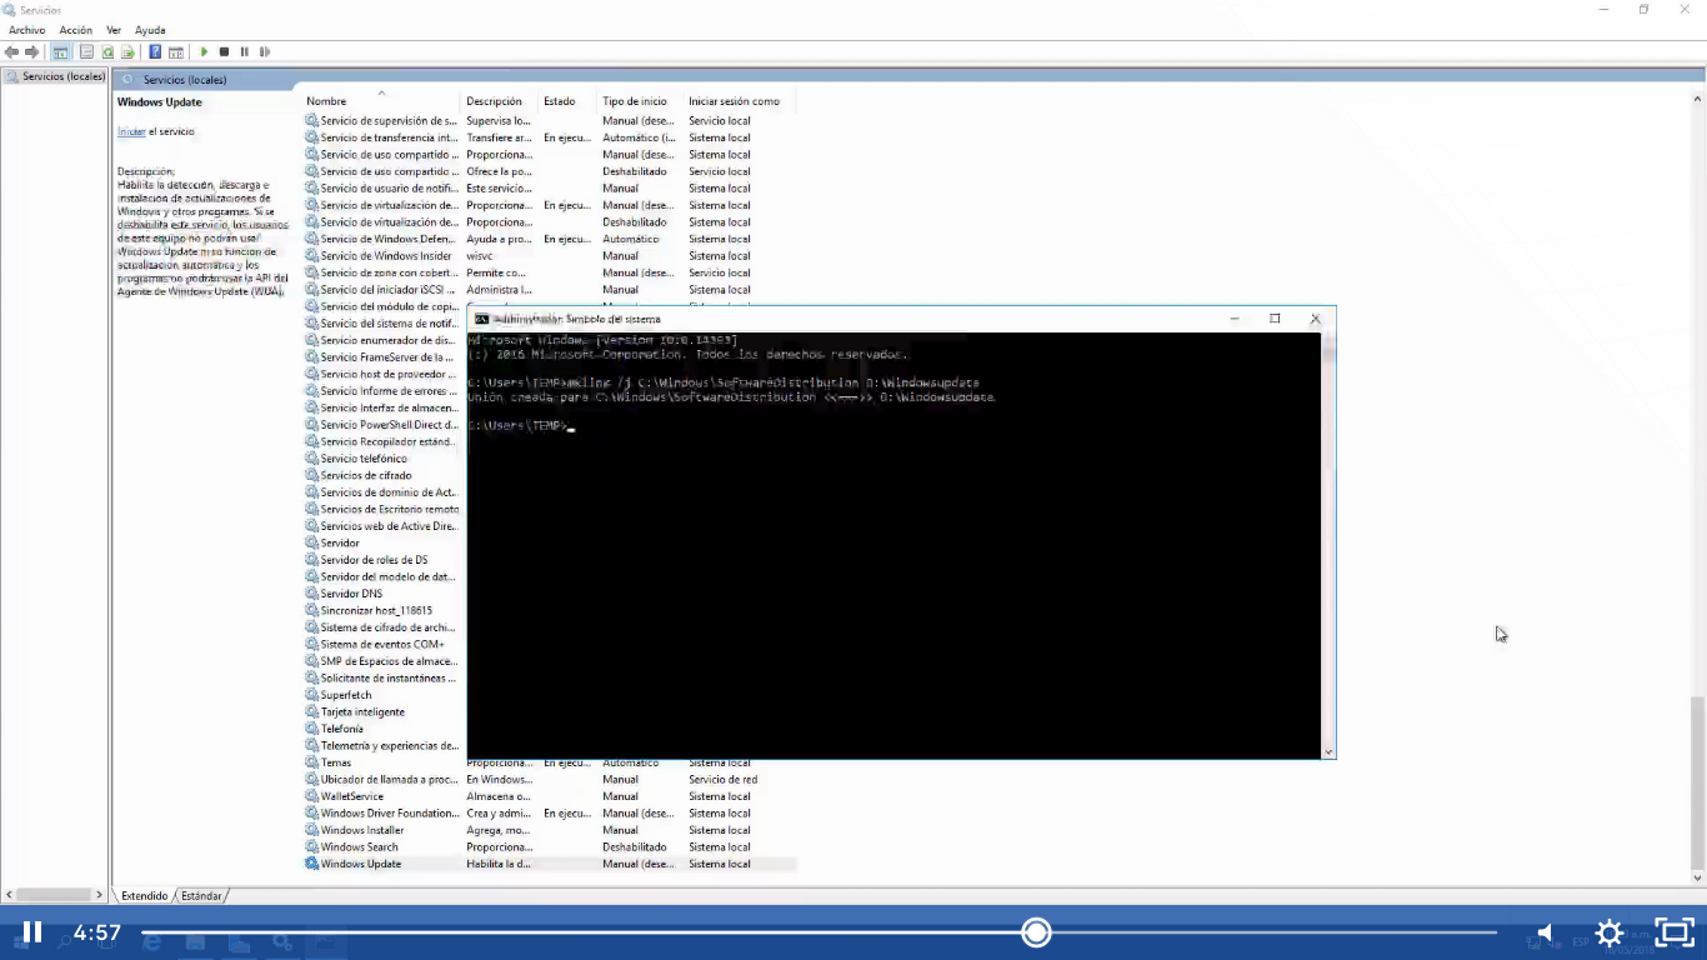 Servicios
Archivo Acción Ver Ayuda
Servicios (locales)
Servicios (locales)
Windows Update
Iniciar el servicio
Descripción:
Habilita la detección, descarga e
instalación de actualizaciones de
Windows y otros programas. Si se
deshabilita este servicio, los usuarios
de este equipo no podrán usar
Windows Update ni su función de
actualización automática y los
programas no podrán usar la API del
Agente de Windows Update (WUA).
Nombre Descripción Estado Tipo de inicio Iniciar sesión como
Servicio de supervisión de s... Supervisa lo... Manual (dese... Servicio local
Servicio de transferencia int... Transfiere ar... En ejecu... Automático (i... Sistema local
Servicio de uso compartido ... Proporciona... Manual (dese... Sistema local
Servicio de uso compartido ... Ofrece la po... Deshabilitado Servicio local
Servicio de usuario de notifi... Este servicio... Manual Sistema local
Servicio de virtualización de... Proporciona... En ejecu... Manual (dese... Sistema local
Servicio de virtualización de... Proporciona... Deshabilitado Sistema local
Servicio de Windows Defen... Ayuda a pro... En ejecu... Automático Sistema local
Servicio de Windows Insider wisvc Manual Sistema local
Servicio de zona con cobert... Permite co... Manual (dese... Servicio local
Servicio del iniciador iSCSI ... Administra l... Manual Sistema local
Servicio del módulo de copi...
Servicio del sistema de notif...
Servicio enumerador de dis...
Servicio FrameServer de la ...
Servicio host de proveedor ...
Servicio Informe de errores ...
Servicio Interfaz de almacen...
Servicio PowerShell Direct d...
Servicio Recopilador estánd...
Servicio telefónico
Servicios de cifrado
Servicios de dominio de Act...
Servicios de Escritorio remoto
Servicios web de Active Dire...
Servidor
Servidor de roles de DS
Servidor del modelo de dat...
Servidor DNS
Sincronizar host_118615
Sistema de cifrado de archi...
Sistema de eventos COM+
SMP de Espacios de almace...
Solicitante de instantáneas ...
Superfetch
Tarjeta inteligente
Telefonía
Telemetría y experiencias de...
Temas Proporciona... En ejecu... Automático Sistema local
Ubicador de llamada a proc... En Windows... Manual Servicio de red
WalletService Almacena o... Manual Sistema local
Windows Driver Foundation... Crea y admi... En ejecu... Manual (dese... Sistema local
Windows Installer Agrega, mo... Manual Sistema local
Windows Search Proporciona... Deshabilitado Sistema local
Windows Update Habilita la d... Manual (dese... Sistema local
Administrador: Símbolo del sistema
Microsoft Windows [Versión 10.0.14393]
(c) 2016 Microsoft Corporation. Todos los derechos reservados.
C:\Users\TEMP>mklink /j C:\Windows\SoftwareDistribution D:\Windowsupdate
Unión creada para C:\Windows\SoftwareDistribution <<===>> D:\Windowsupdate
C:\Users\TEMP>
Extendido Estándar
4:57
ESP